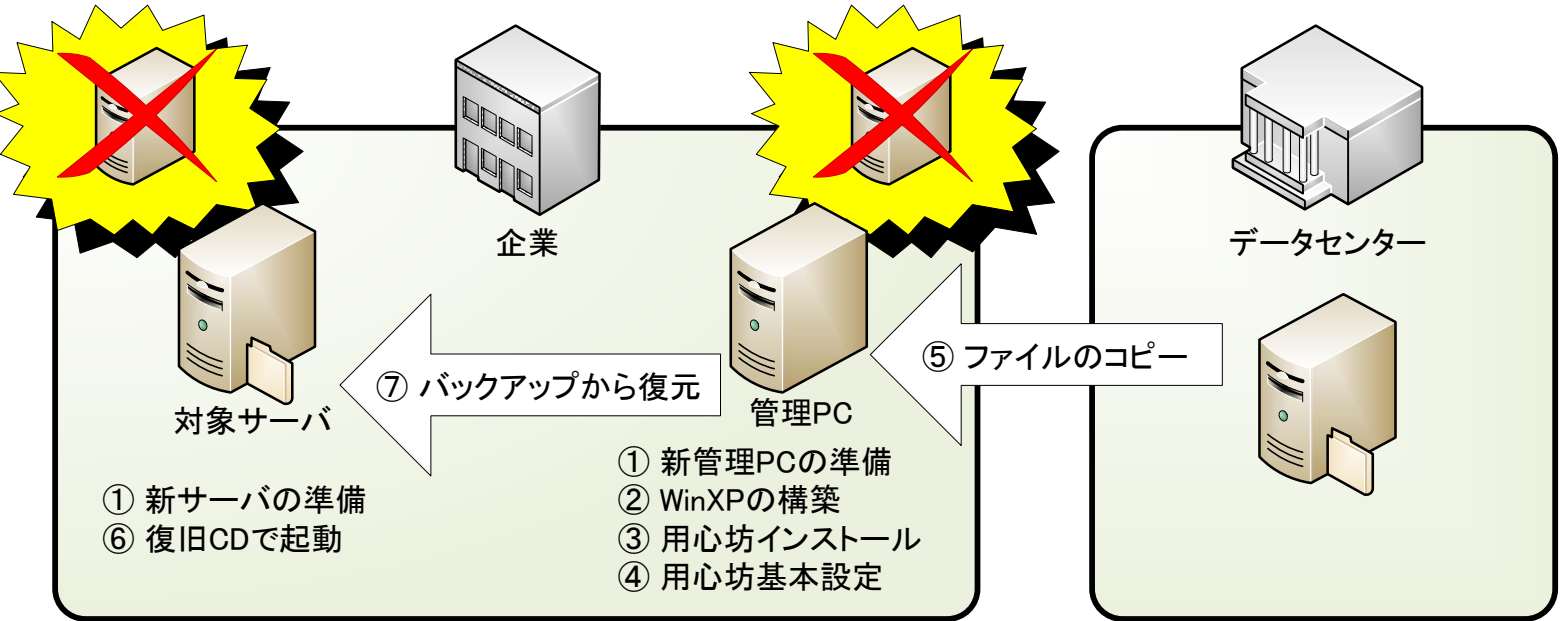 企業
データセンター
⑤ ファイルのコピー
⑦ バックアップから復元
対象サーバ
管理PC
① 新サーバの準備
⑥ 復旧CDで起動
① 新管理PCの準備
② WinXPの構築
③ 用心坊インストール
④ 用心坊基本設定